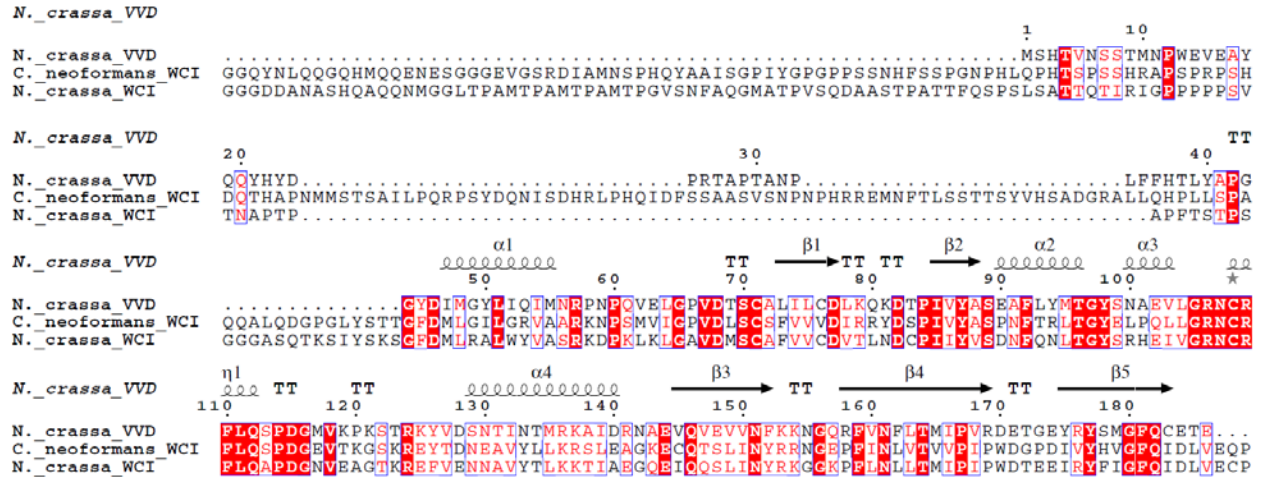 N._crassa_VVD
1 10
N._crassa_VVD ..............................................................MSHTVNSSTMNPWEVEAY
C._neoformans_WCI GGQYNLQQGQHMQQENESGGGEVGSRDIAMNSPHQYAAISGPIYGPGPPSSNHFSSPGNPHLQPHTSPSSHRAPSPRPSH
N._crassa_WCI GGGDDANASHQAQQNMGGLTPAMTPAMTPAMTPGVSNFAQGMATPVSQDAASTPATTFQSPSLSATTQTIRIGPPPPPSV
N._crassa_VVD TT
20 30 40
N._crassa_VVD QQYHYD..............................PRTAPTANP.........................LFFHTLYAPG
C._neoformans_WCI DQTHAPNMMSTSAILPQRPSYDQNISDHRLPHQIDFSSAASVSNPNPHRREMNFTLSSTTSYVHSADGRALLQHPLLSPA
N._crassa_WCI TNAPTP..................................................................APFTSTPS
N._crassa_VVD α1 TT β1 TT TT β2 α2 α3
50 60 70 80 90 100
N._crassa_VVD ..............GYDIMGYLIQIMNRPNPQVELGPVDTSCALILCDLKQKDTPIVYASEAFLYMTGYSNAEVLGRNCR
C._neoformans_WCI QQALQDGPGLYSTTGFDMLGILGRVAARKNPSMVIGPVDLSCSFVVVDIRRYDSPIVYASPNFTRLTGYELPQLLGRNCR
N._crassa_WCI GGGASQTKSIYSKSGFDMLRALWYVASRKDPKLKLGAVDMSCAFVVCDVTLNDCPIIYVSDNFQNLTGYSRHEIVGRNCR
N._crassa_VVD η1 TT TT α4 β3 TT β4 TT β5
110 120 130 140 150 160 170 180
N._crassa_VVD FLQSPDGMVKPKSTRKYVDSNTINTMRKAIDRNAEVQVEVVNFKKNGQRFVNFLTMIPVRDETGEYRYSMGFQCETE...
C._neoformans_WCI FLQSPDGEVTKGSKREYTDNEAVYLLKRSLEAGKECQTSLINYRRNGEPFINLVTVVPIPWDGPDIVYHVGFQIDLVEQP
N._crassa_WCI FLQAPDGNVEAGTKREFVENNAVYTLKKTIAEGQEIQQSLINYRKGGKPFLNLLTMIPIPWDTEEIRYFIGFQIDLVECP